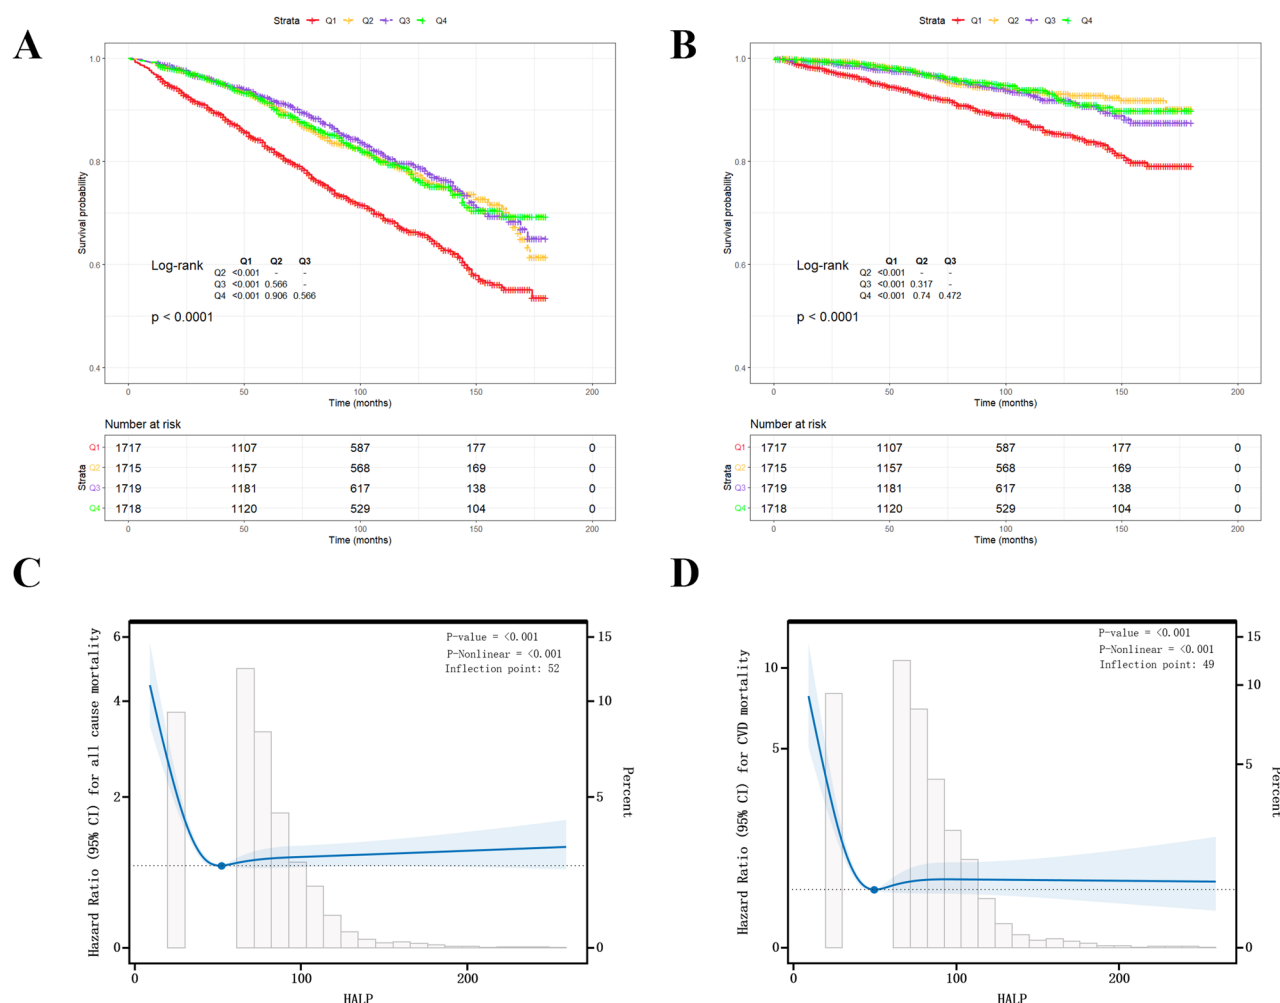 Strata Q1 Q2 Q3 Q4
A
Survival probability
1.0
0.8
0.6
0.4
Log-rank
Q1 Q2 Q3
Q2 <0.001 - -
Q3 <0.001 0.566 -
Q4 <0.001 0.906 0.566
p < 0.0001
0 50 100 150 200
Time (months)
Number at risk
Strata
Q1 1717 1107 587 177 0
Q2 1715 1157 568 169 0
Q3 1719 1181 617 138 0
Q4 1718 1120 529 104 0
0 50 100 150 200
Time (months)
Strata Q1 Q2 Q3 Q4
B
Survival probability
1.0
0.8
0.6
0.4
Log-rank
Q1 Q2 Q3
Q2 <0.001 - -
Q3 <0.001 0.317 -
Q4 <0.001 0.74 0.472
p < 0.0001
0 50 100 150 200
Time (months)
Number at risk
Strata
Q1 1717 1107 587 177 0
Q2 1715 1157 568 169 0
Q3 1719 1181 617 138 0
Q4 1718 1120 529 104 0
0 50 100 150 200
Time (months)
C
Hazard Ratio (95% CI) for all cause mortality
6
4
2
0
P-value = <0.001
P-Nonlinear = <0.001
Inflection point: 52
15
10
5
0
Percent
0 100 200
HALP
D
Hazard Ratio (95% CI) for CVD mortality
10
5
0
P-value = <0.001
P-Nonlinear = <0.001
Inflection point: 49
15
10
5
0
Percent
0 100 200
HALP